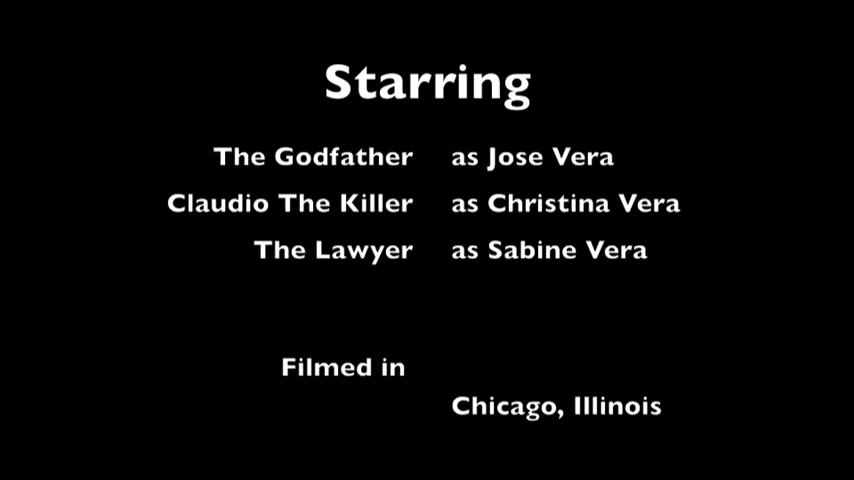 Starring
The Godfather as Jose Vera
Claudio The Killer as Christina Vera
The Lawyer as Sabine Vera
Filmed in
Chicago, Illinois